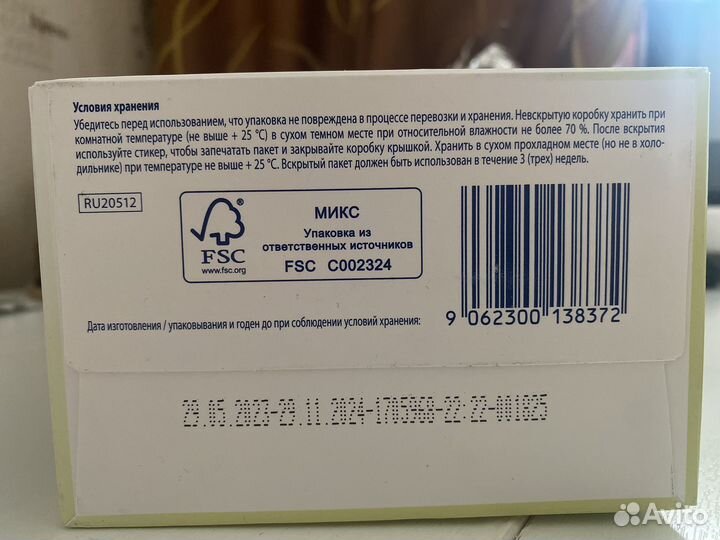 Условия хранения
Убедитесь перед использованием, что упаковка не повреждена в процессе перевозки и хранения. Невскрытую коробку хранить при
комнатной температуре (не выше + 25 °С) в сухом темном месте при относительной влажности не более 70 %. После вскрытия
используйте стикер, чтобы запечатать пакет и закрывайте коробку крышкой. Хранить в сухом прохладном месте (но не в холо-
дильнике) при температуре не выше + 25 °С. Вскрытый пакет должен быть использован в течение 3 (трех) недель.
RU20512
FSC
www.fsc.org
МИКС
Упаковка из
ответственных источников
FSC C002324
9 062300 138372
Дата изготовления / упаковывания и годен до при соблюдении условий хранения:
29.05.2023-29.11.2024-1705968-22:22-001825
Avito